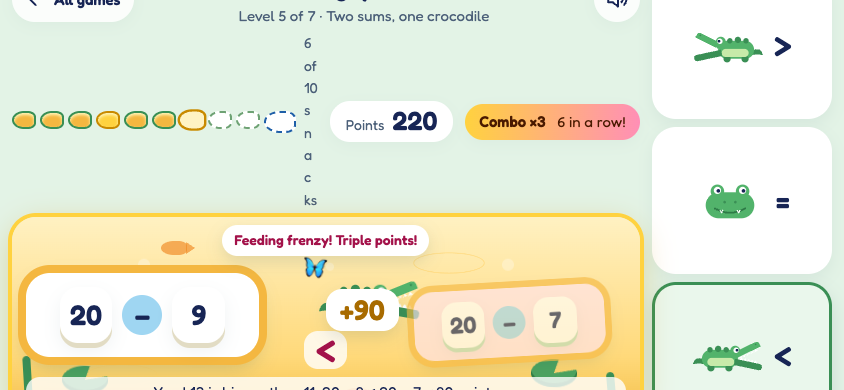 All games
Level 5 of 7 · Two sums, one crocodile
6
of
10
s
n
a
c
ks
Points 220
Combo ×3 6 in a row!
Feeding frenzy! Triple points!
20 – 9
+90
20 – 7
<
>
=
<